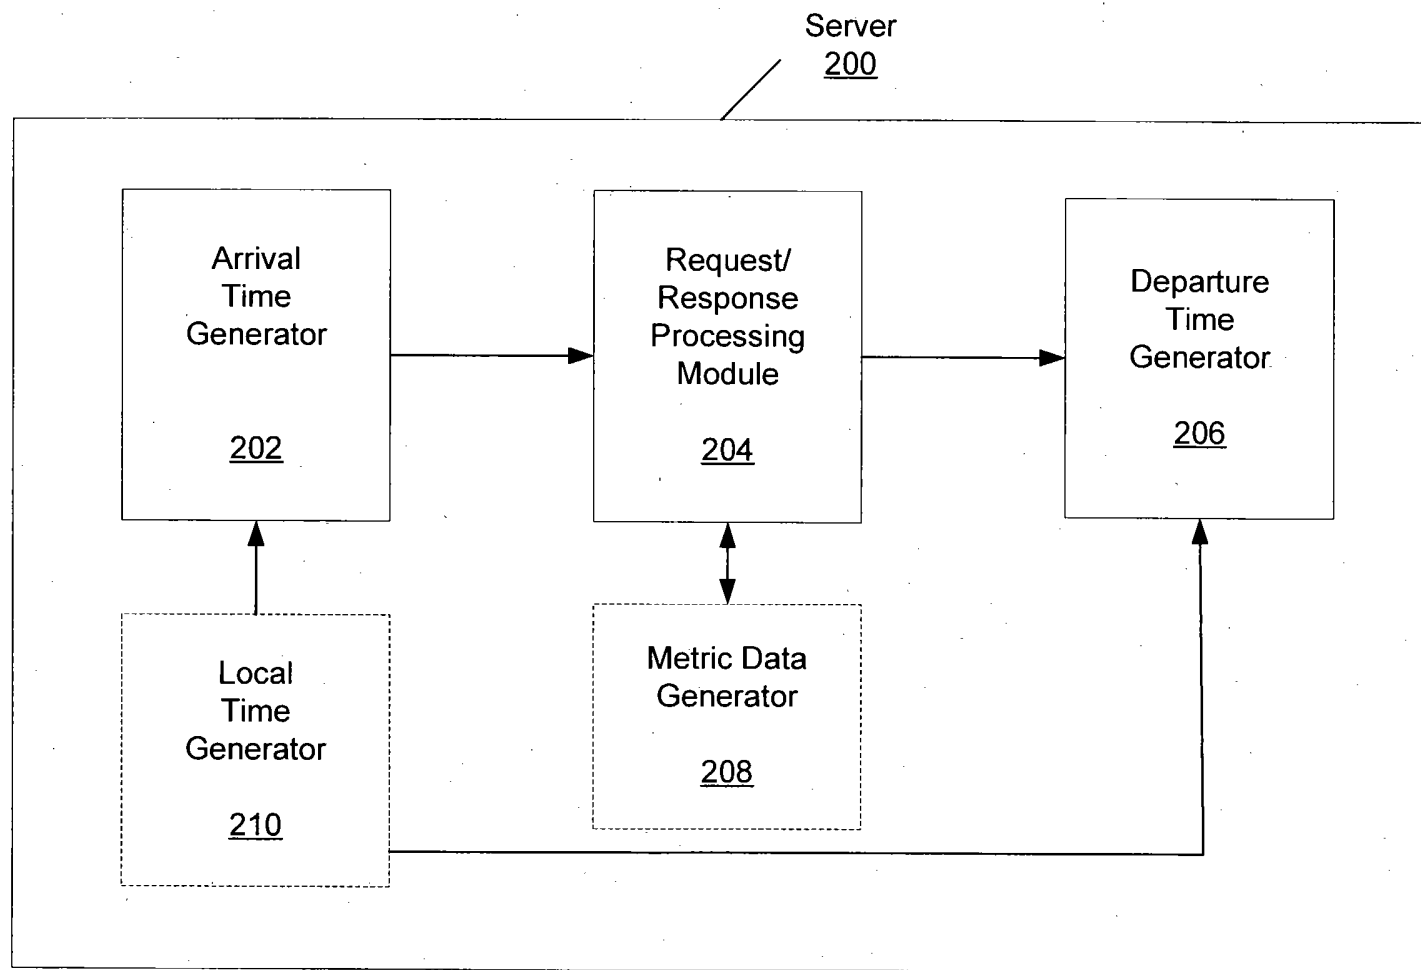 Server
200
Arrival
Time
Generator
202
Request/
Response
Processing
Module
204
Departure
Time
Generator
206
Local
Time
Generator
210
Metric Data
Generator
208